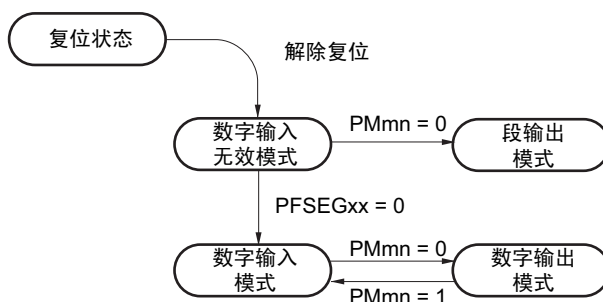 复位状态
解除复位
数字输入
无效模式
PMmn = 0
段输出
模式
PFSEGxx = 0
数字输入
模式
PMmn = 0
数字输出
模式
PMmn = 1